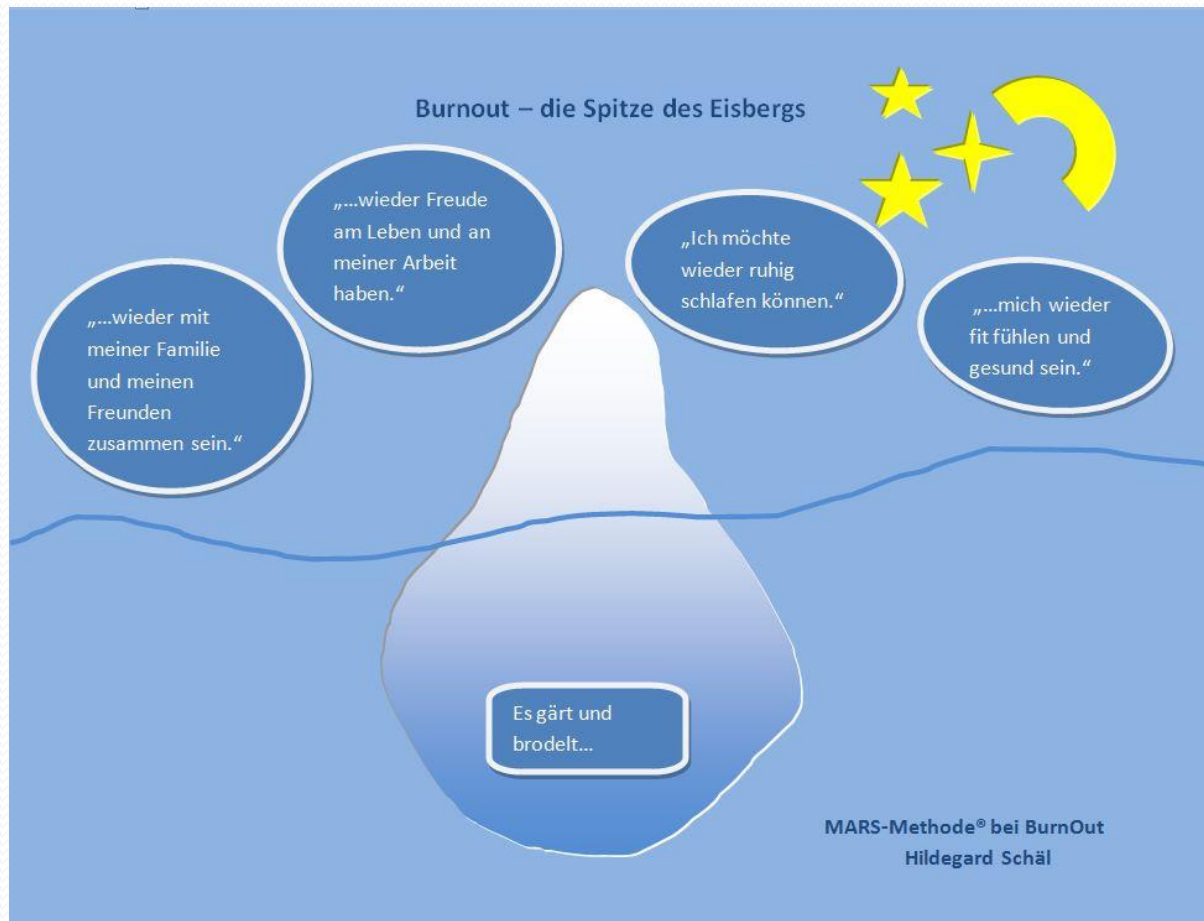 Burnout – die Spitze des Eisbergs
„…wieder mit
meiner Familie
und meinen
Freunden
zusammen sein.“
„…wieder Freude
am Leben und an
meiner Arbeit
haben.“
„Ich möchte
wieder ruhig
schlafen können.“
„…mich wieder
fit fühlen und
gesund sein.“
Es gärt und
brodelt…
MARS-Methode® bei BurnOut
Hildegard Schäl